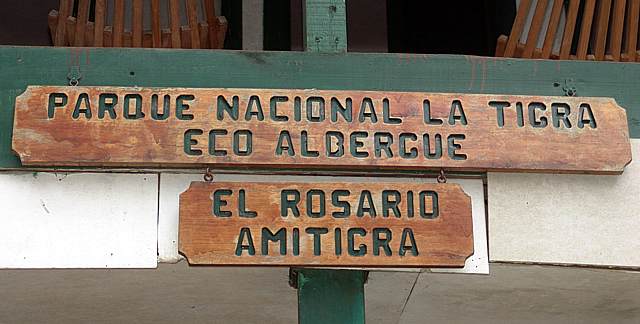 PARQUE NACIONAL LA TIGRA
ECO ALBERGUE
EL ROSARIO
AMITIGRA